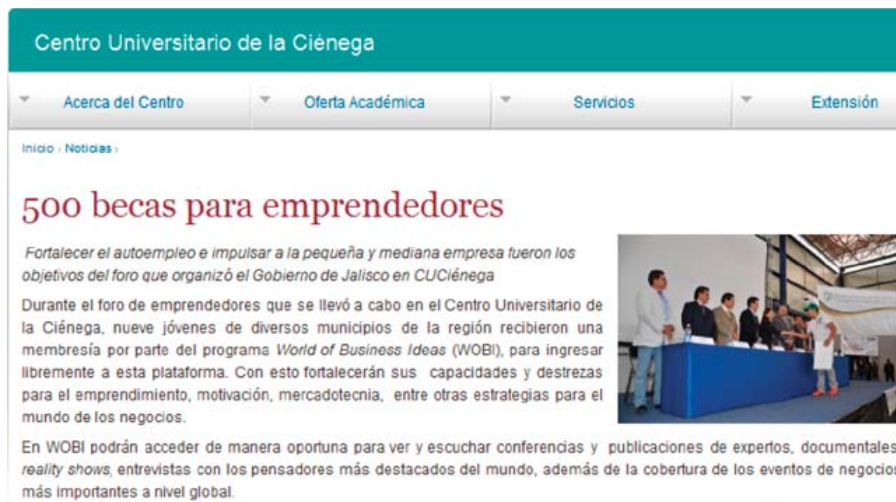 Centro Universitario de la Ciénega
Acerca del Centro
Oferta Académica
Servicios
Extensión
Inicio › Noticias ›
500 becas para emprendedores
Fortalecer el autoempleo e impulsar a la pequeña y mediana empresa fueron los
objetivos del foro que organizó el Gobierno de Jalisco en CUCiénega
Durante el foro de emprendedores que se llevó a cabo en el Centro Universitario de
la Ciénega, nueve jóvenes de diversos municipios de la región recibieron una
membresía por parte del programa World of Business Ideas (WOBI), para ingresar
libremente a esta plataforma. Con esto fortalecerán sus capacidades y destrezas
para el emprendimiento, motivación, mercadotecnia, entre otras estrategias para el
mundo de los negocios.
En WOBI podrán acceder de manera oportuna para ver y escuchar conferencias y publicaciones de expertos, documentales
reality shows, entrevistas con los pensadores más destacados del mundo, además de la cobertura de los eventos de negocios
más importantes a nivel global.